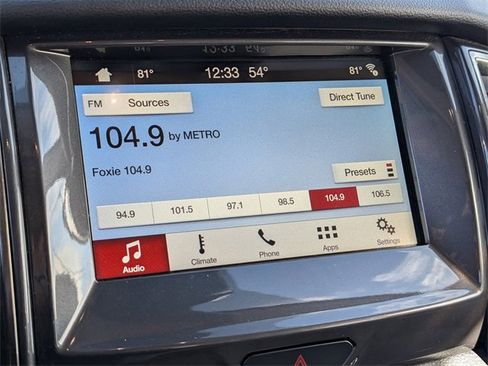 81° 12:33 54° 81°
FM Sources Direct Tune
104.9 by METRO
Foxie 104.9
Presets
94.9 101.5 97.1 98.5 104.9 106.5
Audio Climate Phone Apps Settings